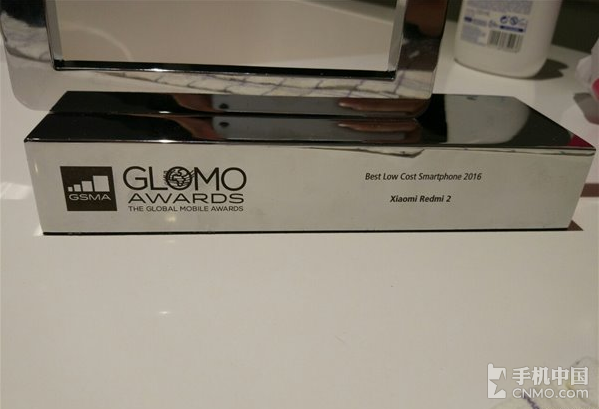 GSMA
GLOMO
AWARDS
THE GLOBAL MOBILE AWARDS
Best Low Cost Smartphone 2016
Xiaomi Redmi 2
手机中国
CNMO.COM